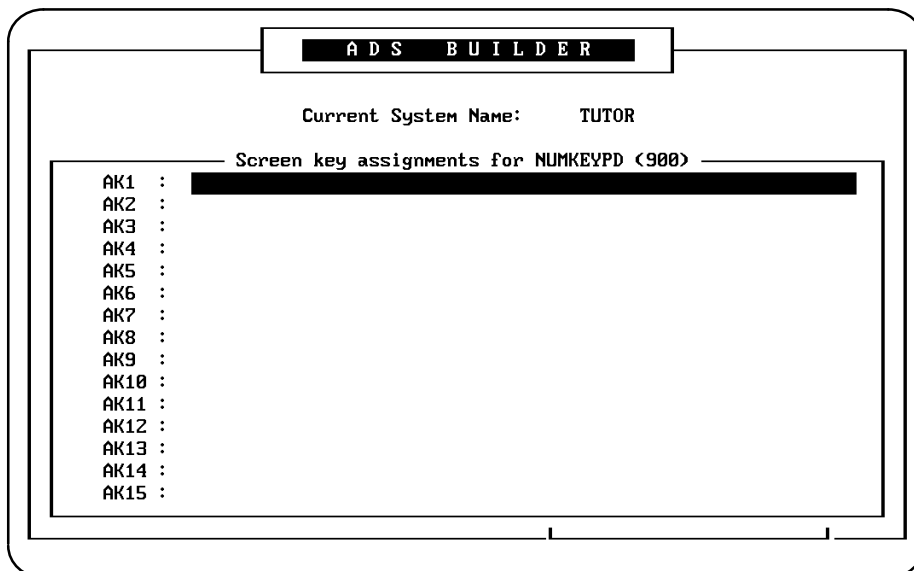 ADS BUILDER
Current System Name: TUTOR
Screen key assignments for NUMKEYPD (900)
AK1 :
AK2 :
AK3 :
AK4 :
AK5 :
AK6 :
AK7 :
AK8 :
AK9 :
AK10 :
AK11 :
AK12 :
AK13 :
AK14 :
AK15 :